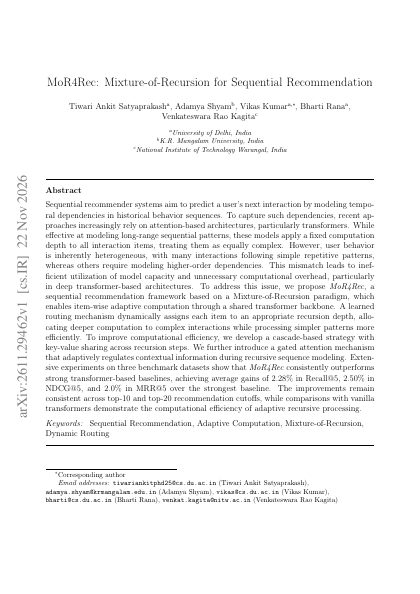 MoR4Rec: Mixture-of-Recursion for Sequential Recommendation
Tiwari Ankit Satyaprakashᵃ, Adamya Shyamᵇ, Vikas Kumarᵃ,*, Bharti Ranaᵃ,
Venkateswara Rao Kagitaᶜ
ᵃUniversity of Delhi, India
ᵇK.R. Mangalam University, India
ᶜNational Institute of Technology Warangal, India
arXiv:2611.29462v1 [cs.IR] 22 Nov 2026
Abstract
Sequential recommender systems aim to predict a user's next interaction by modeling tempo-
ral dependencies in historical behavior sequences. To capture such dependencies, recent ap-
proaches increasingly rely on attention-based architectures, particularly transformers. While
effective at modeling long-range sequential patterns, these models apply a fixed computation
depth to all interaction items, treating them as equally complex. However, user behavior
is inherently heterogeneous, with many interactions following simple repetitive patterns,
whereas others require modeling higher-order dependencies. This mismatch leads to inef-
ficient utilization of model capacity and unnecessary computational overhead, particularly
in deep transformer-based architectures. To address this issue, we propose MoR4Rec, a
sequential recommendation framework based on a Mixture-of-Recursion paradigm, which
enables item-wise adaptive computation through a shared transformer backbone. A learned
routing mechanism dynamically assigns each item to an appropriate recursion depth, allo-
cating deeper computation to complex interactions while processing simpler patterns more
efficiently. To improve computational efficiency, we develop a cascade-based strategy with
key-value sharing across recursion steps. We further introduce a gated attention mechanism
that adaptively regulates contextual information during recursive sequence modeling. Exten-
sive experiments on three benchmark datasets show that MoR4Rec consistently outperforms
strong transformer-based baselines, achieving average gains of 2.28% in Recall@5, 2.50% in
NDCG@5, and 2.0% in MRR@5 over the strongest baseline. The improvements remain
consistent across top-10 and top-20 recommendation cutoffs, while comparisons with vanilla
transformers demonstrate the computational efficiency of adaptive recursive processing.
Keywords: Sequential Recommendation, Adaptive Computation, Mixture-of-Recursion,
Dynamic Routing
*Corresponding author
Email addresses: tiwariankitphd25@cs.du.ac.in (Tiwari Ankit Satyaprakash),
adamya.shyam@krmangalam.edu.in (Adamya Shyam), vikas@cs.du.ac.in (Vikas Kumar),
bharti@cs.du.ac.in (Bharti Rana), venkat.kagita@nitw.ac.in (Venkateswara Rao Kagita)